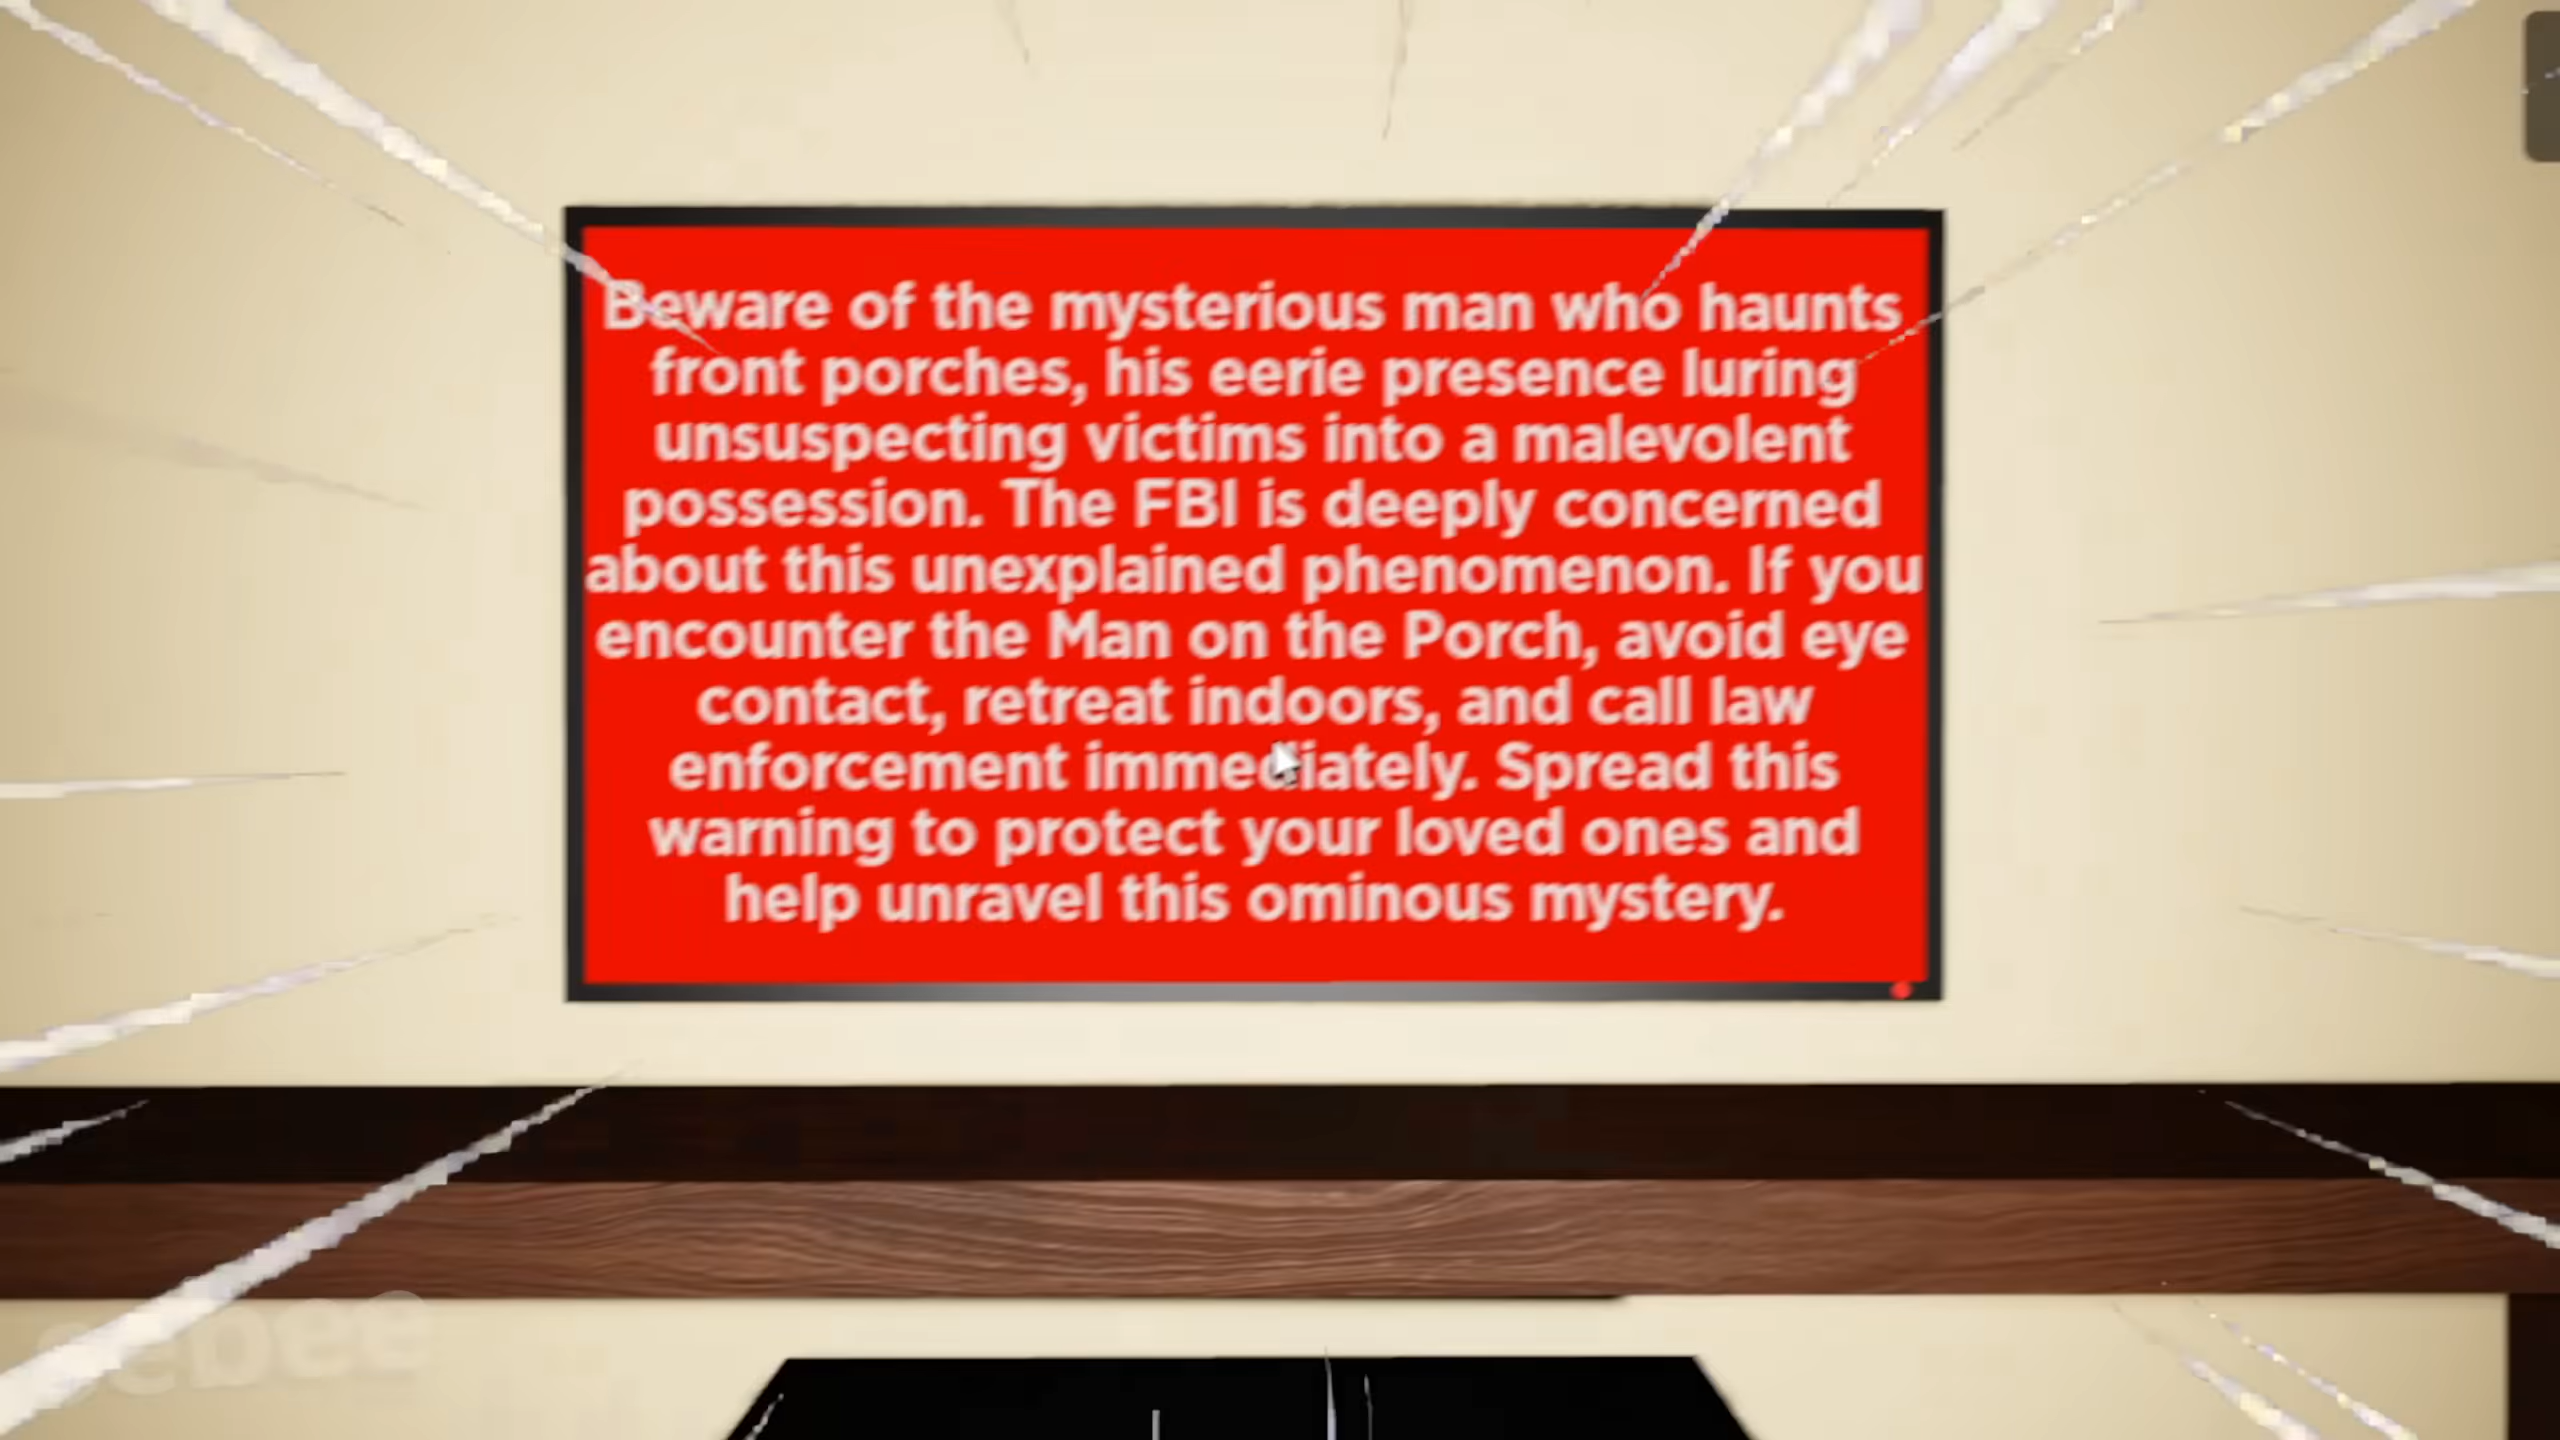 Beware of the mysterious man who haunts
front porches, his eerie presence luring
unsuspecting victims into a malevolent
possession. The FBI is deeply concerned
about this unexplained phenomenon. If you
encounter the Man on the Porch, avoid eye
contact, retreat indoors, and call law
enforcement immediately. Spread this
warning to protect your loved ones and
help unravel this ominous mystery.